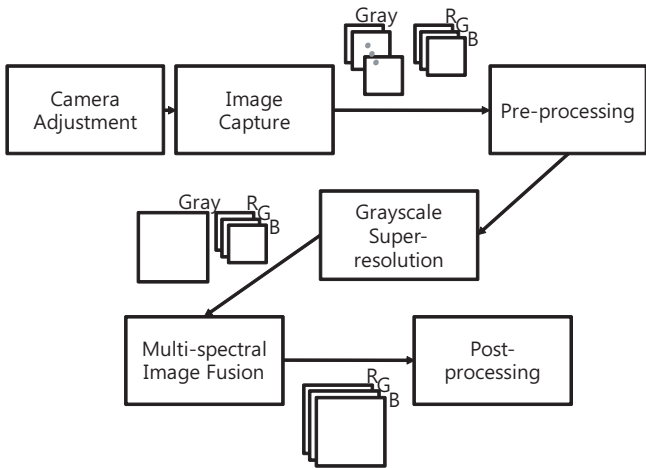 Gray
R
G
B
Camera
Adjustment
Image
Capture
Pre-processing
Gray
R
G
B
Grayscale
Super-
resolution
Multi-spectral
Image Fusion
Post-
processing
R
G
B